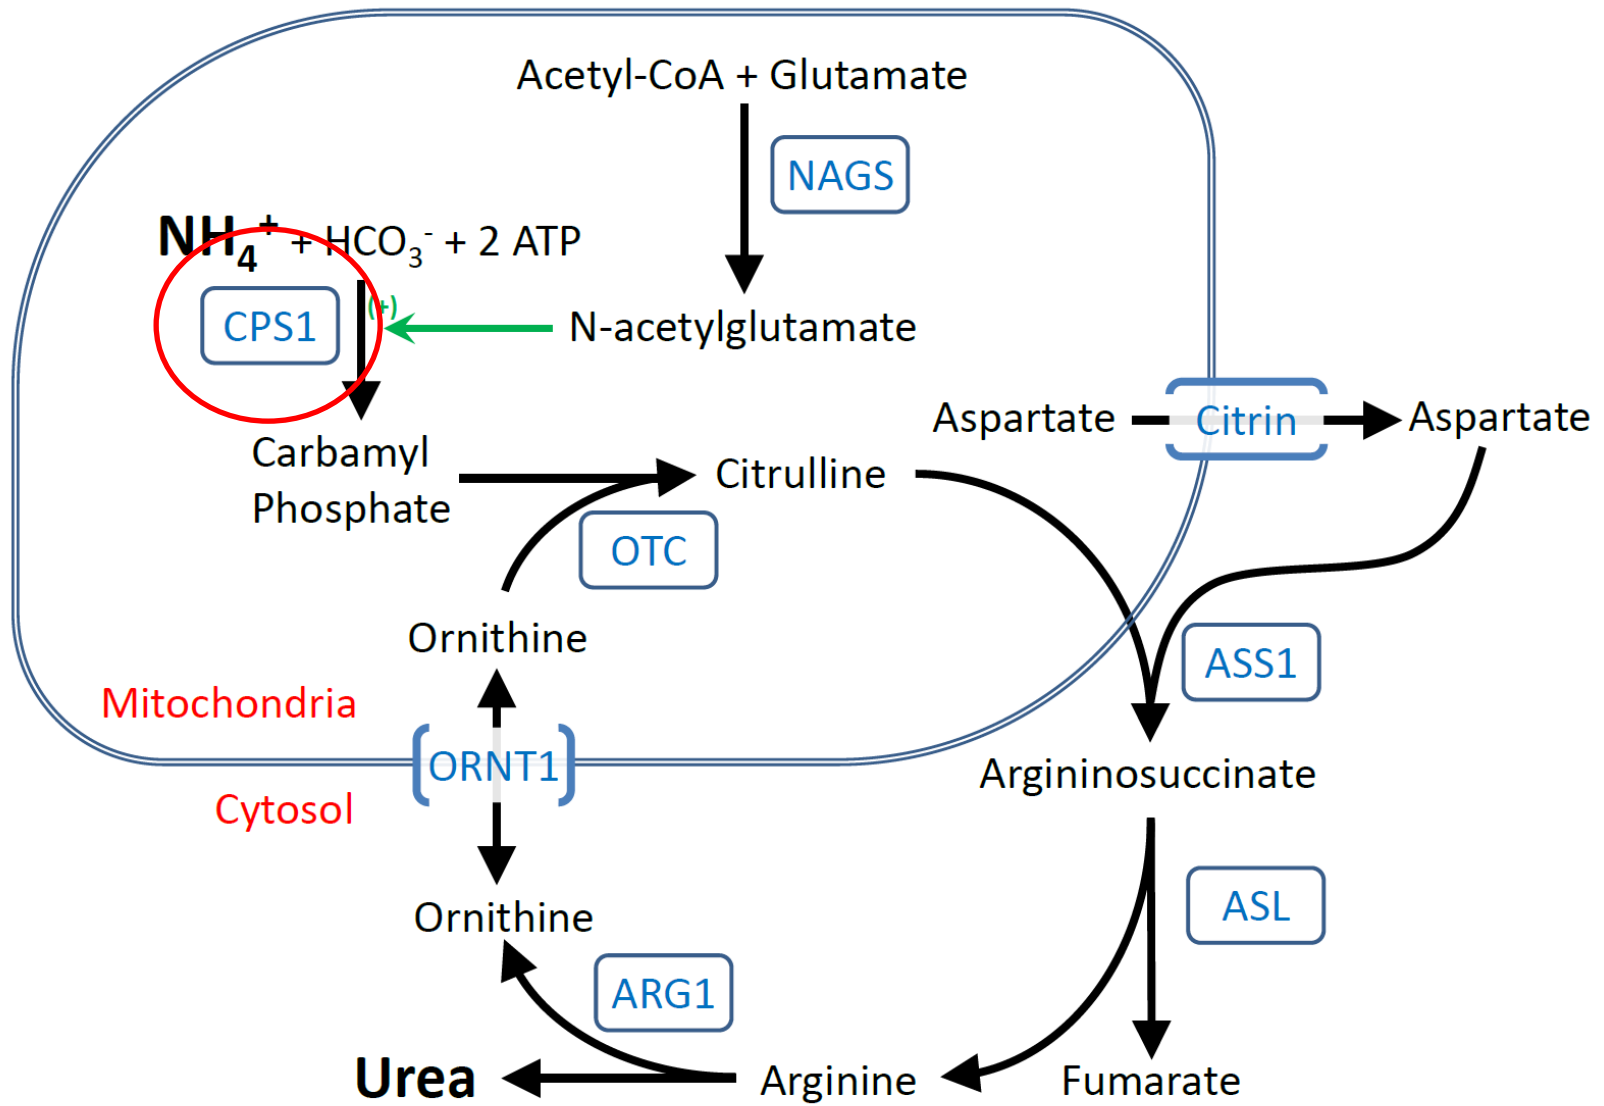 Acetyl-CoA + Glutamate
NAGS
NH₄⁺ + HCO₃⁻ + 2 ATP
CPS1
(+)
N-acetylglutamate
Carbamyl
Phosphate
Citrulline
Aspartate
Citrin
Aspartate
OTC
Ornithine
ASS1
Mitochondria
ORNT1
Cytosol
Argininosuccinate
Ornithine
ASL
ARG1
Urea
Arginine
Fumarate